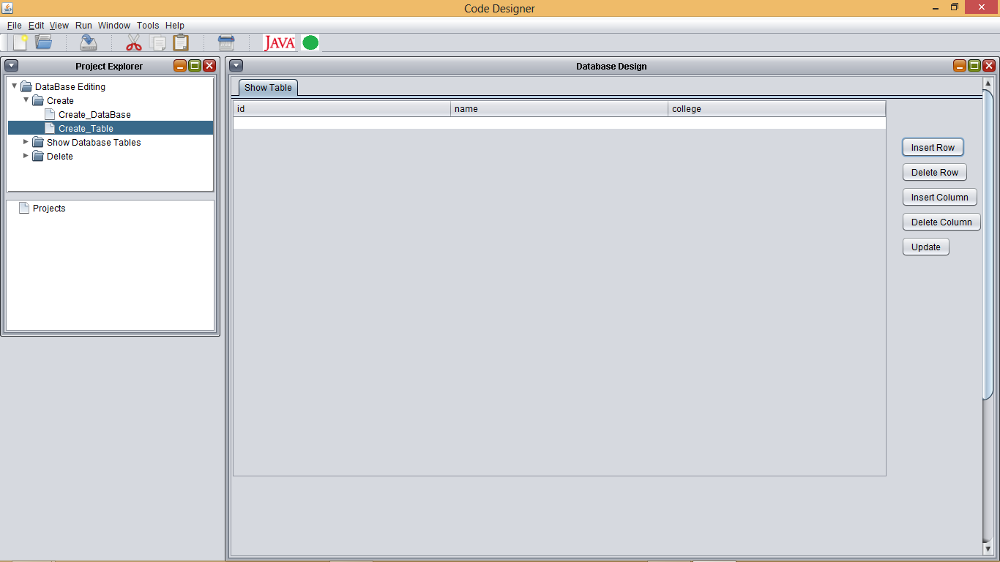 Code Designer
File Edit View Run Window Tools Help
JAVA
Project Explorer
DataBase Editing
Create
Create_DataBase
Create_Table
Show Database Tables
Delete
Projects
Database Design
Show Table
id name college
Insert Row
Delete Row
Insert Column
Delete Column
Update